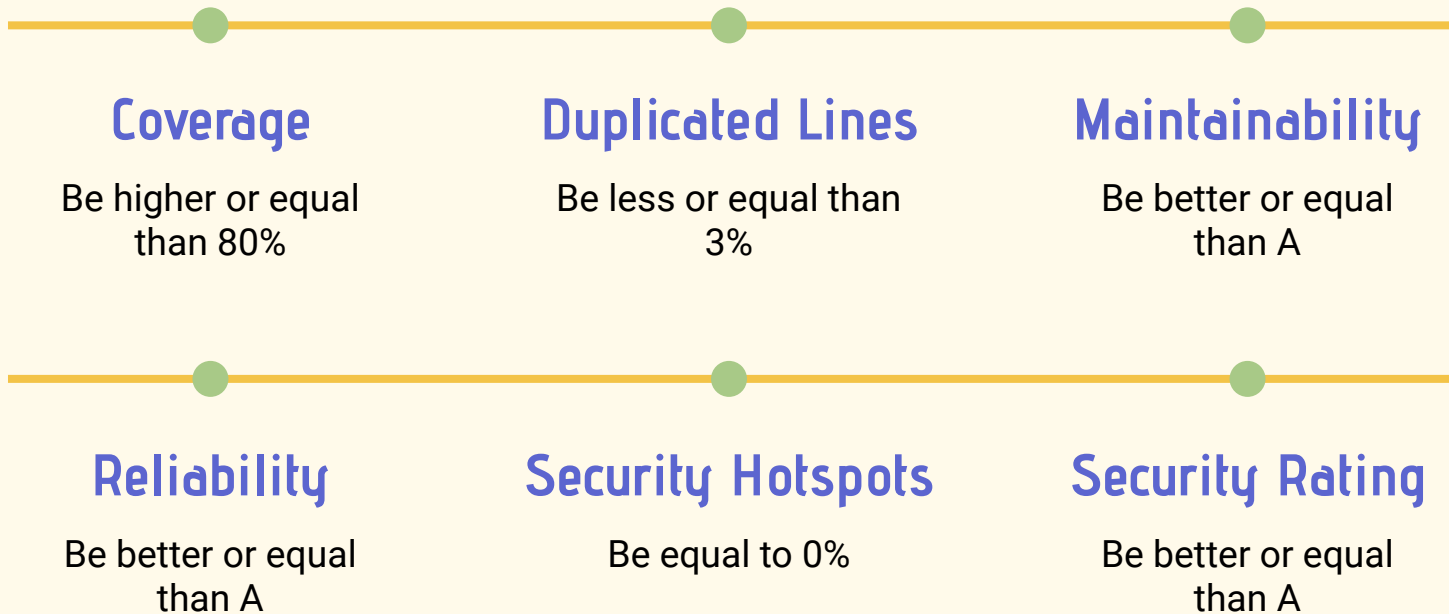 Coverage
Be higher or equal
than 80%
Duplicated Lines
Be less or equal than
3%
Maintainability
Be better or equal
than A
Reliability
Be better or equal
than A
Security Hotspots
Be equal to 0%
Security Rating
Be better or equal
than A